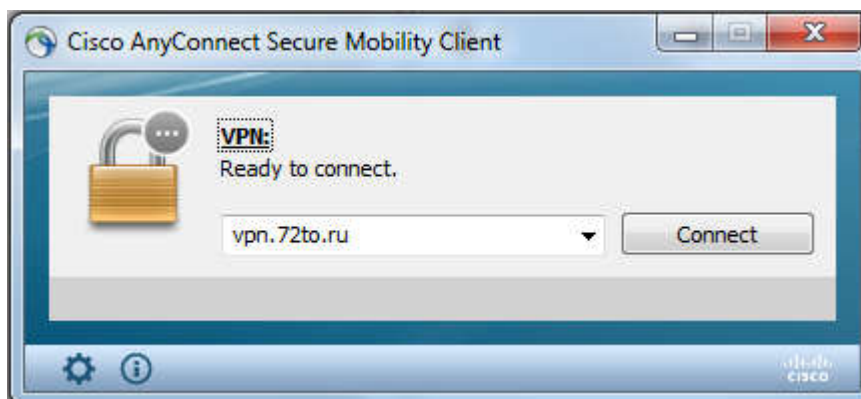 Cisco AnyConnect Secure Mobility Client
VPN:
Ready to connect.
vpn.72to.ru
Connect
CISCO